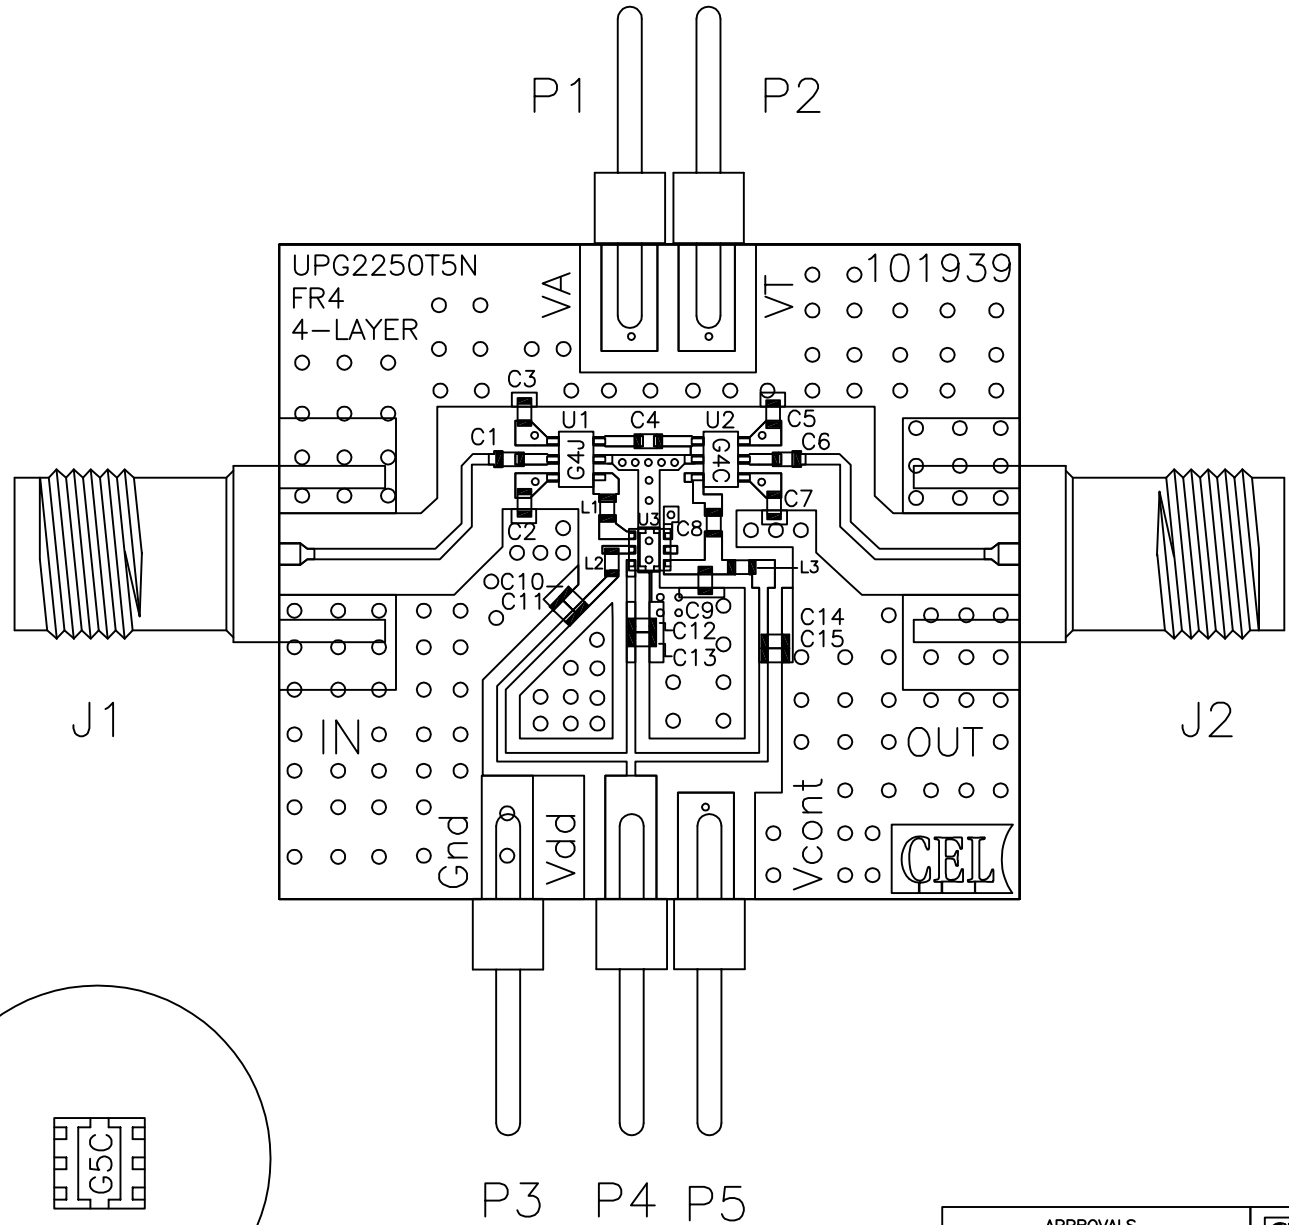 P1 P2
UPG2250T5N
FR4
4-LAYER
VA
VT
101939
C3
U1
C4
U2
C5
C1
G4J
G4C
C6
C2
L1
U3
C8
C7
L2
L3
C10
C11
C9
C12
C13
C14
C15
J1
J2
IN
OUT
Gnd
Vdd
Vcont
CEL
G5C
P3 P4 P5
APPROVALS